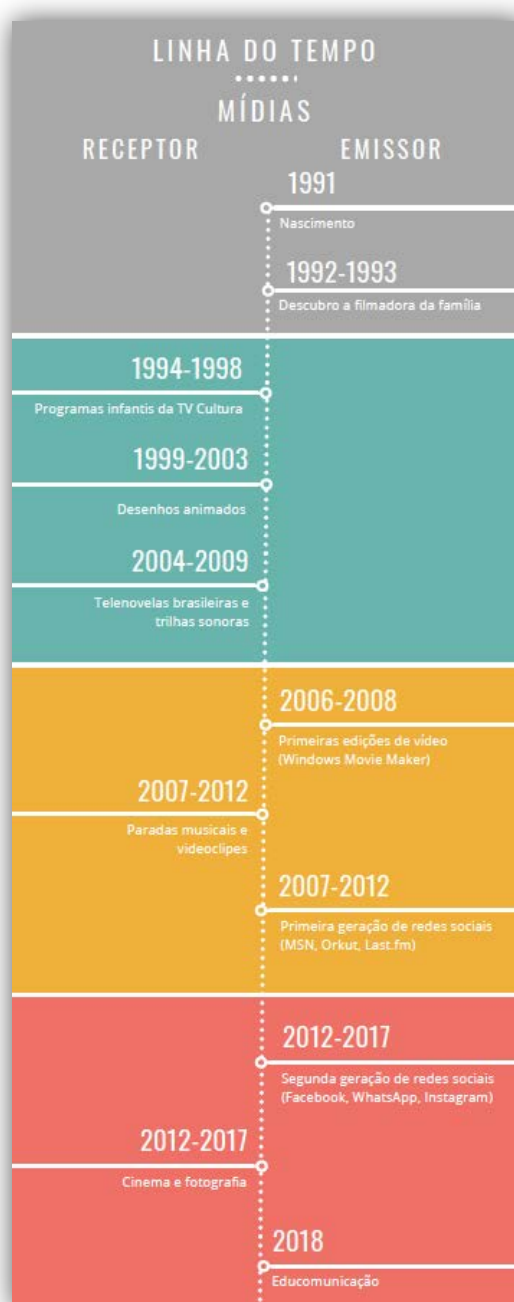 LINHA DO TEMPO
MÍDIAS
RECEPTOR
EMISSOR
1991
Nascimento
1992-1993
Descubro a filmadora da família
1994-1998
Programas infantis da TV Cultura
1999-2003
Desenhos animados
2004-2009
Telenovelas brasileiras e
trilhas sonoras
2006-2008
Primeiras edições de vídeo
(Windows Movie Maker)
2007-2012
Paradas musicais e
videoclipes
2007-2012
Primeira geração de redes sociais
(MSN, Orkut, Last.fm)
2012-2017
Segunda geração de redes sociais
(Facebook, WhatsApp, Instagram)
2012-2017
Cinema e fotografia
2018
Educomunicação